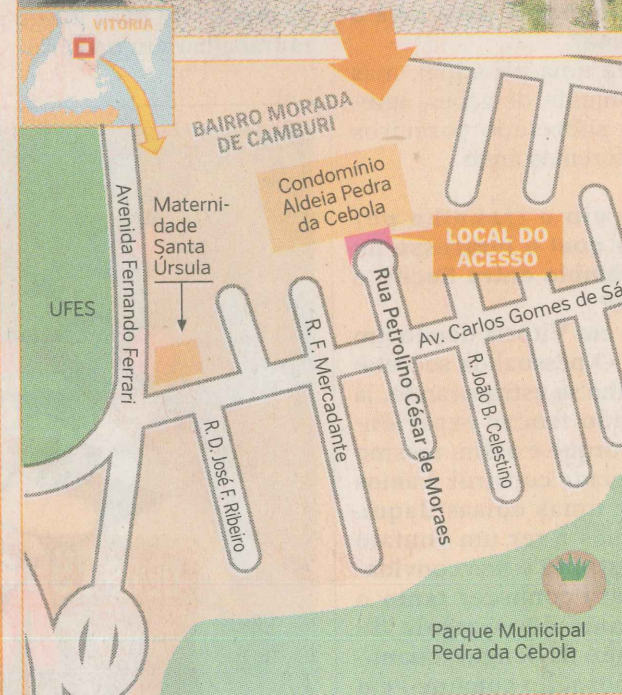 VITÓRIA
BAIRRO MORADA
DE CAMBURI
Condomínio
Aldeia Pedra
da Cebola
Materni-
dade
Santa
Úrsula
LOCAL DO
ACESSO
UFES
Avenida Fernando Ferrari
Rua Petrolino César de Moraes
Av. Carlos Gomes de Sá
R. F. Mercadante
R. João B. Celestino
R. D. José F. Ribeiro
Parque Municipal
Pedra da Cebola